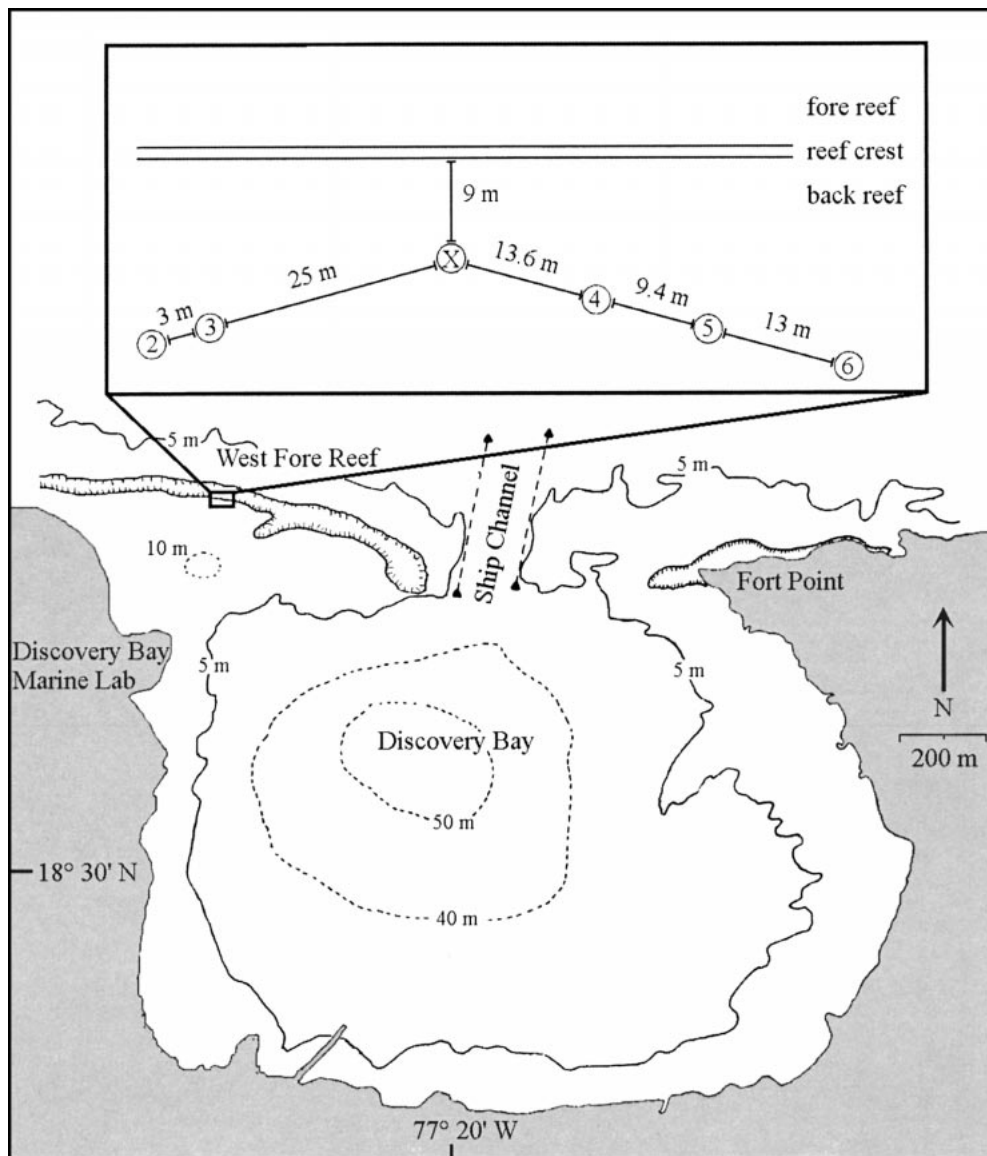 fore reef
reef crest
back reef
9 m
X
25 m
13.6 m
3 m
4
9.4 m
3
5
13 m
2
6
5 m
West Fore Reef
5 m
Ship Channel
10 m
Fort Point
Discovery Bay
Marine Lab
5 m
5 m
N
Discovery Bay
200 m
50 m
18° 30' N
40 m
77° 20' W